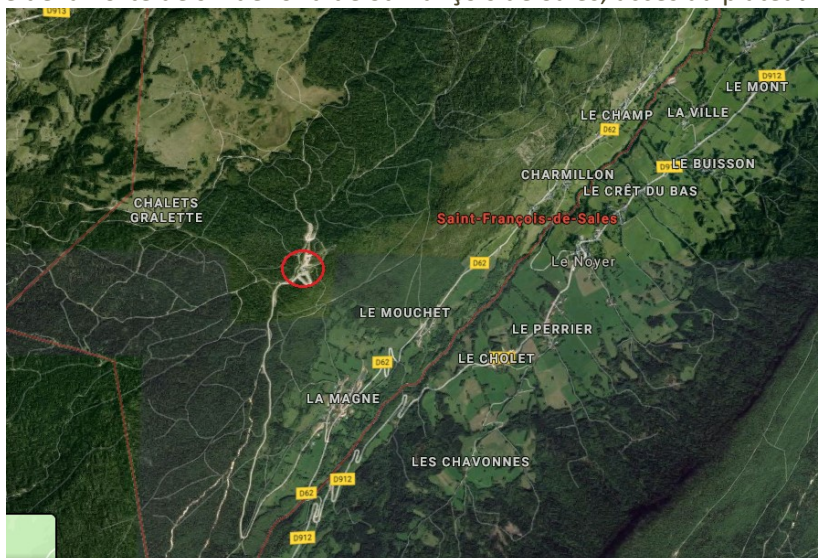 D913
D912
LE MONT
LE CHAMP
LA VILLE
D62
LE BUISSON
CHARMILLON
LE CRÊT DU BAS
CHALETS
GRALETTE
Saint-François-de-Sales
Le Noyer
D62
LE MOUCHET
LE PERRIER
LE CHOLET
D62
LA MAGNE
LES CHAVONNES
D912
D62
D912